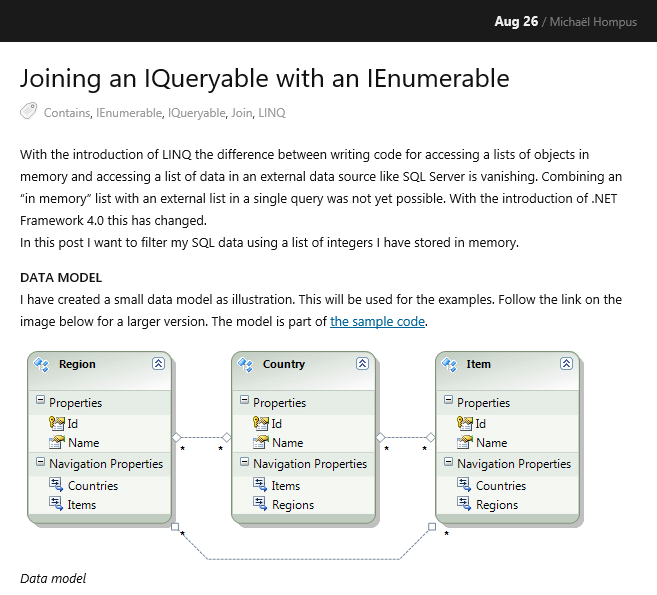 Aug 26 / Michaël Hompus
Joining an IQueryable with an IEnumerable
Contains, IEnumerable, IQueryable, Join, LINQ
With the introduction of LINQ the difference between writing code for accessing a lists of objects in
memory and accessing a list of data in an external data source like SQL Server is vanishing. Combining an
“in memory” list with an external list in a single query was not yet possible. With the introduction of .NET
Framework 4.0 this has changed.
In this post I want to filter my SQL data using a list of integers I have stored in memory.
DATA MODEL
I have created a small data model as illustration. This will be used for the examples. Follow the link on the
image below for a larger version. The model is part of the sample code.
Region
Properties
Id
Name
Navigation Properties
Countries
Items
Country
Properties
Id
Name
Navigation Properties
Items
Regions
Item
Properties
Id
Name
Navigation Properties
Countries
Regions
* * * *
* *
Data model